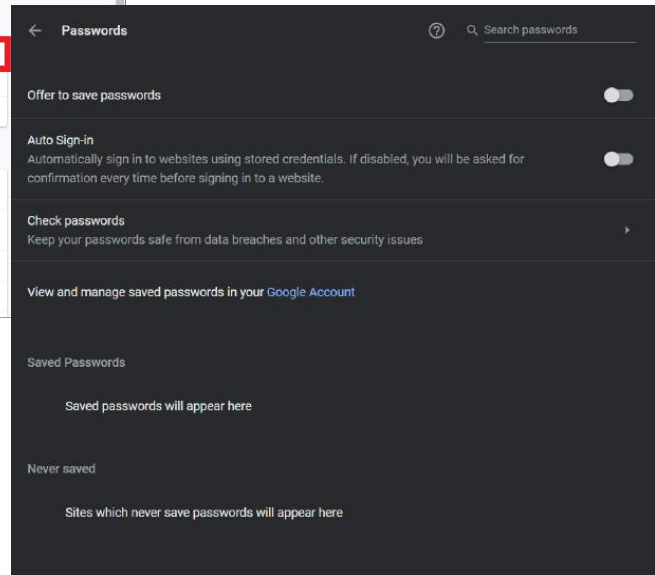 Passwords
Search passwords
Offer to save passwords
Auto Sign-in
Automatically sign in to websites using stored credentials. If disabled, you will be asked for
confirmation every time before signing in to a website.
Check passwords
Keep your passwords safe from data breaches and other security issues
View and manage saved passwords in your Google Account
Saved Passwords
Saved passwords will appear here
Never saved
Sites which never save passwords will appear here